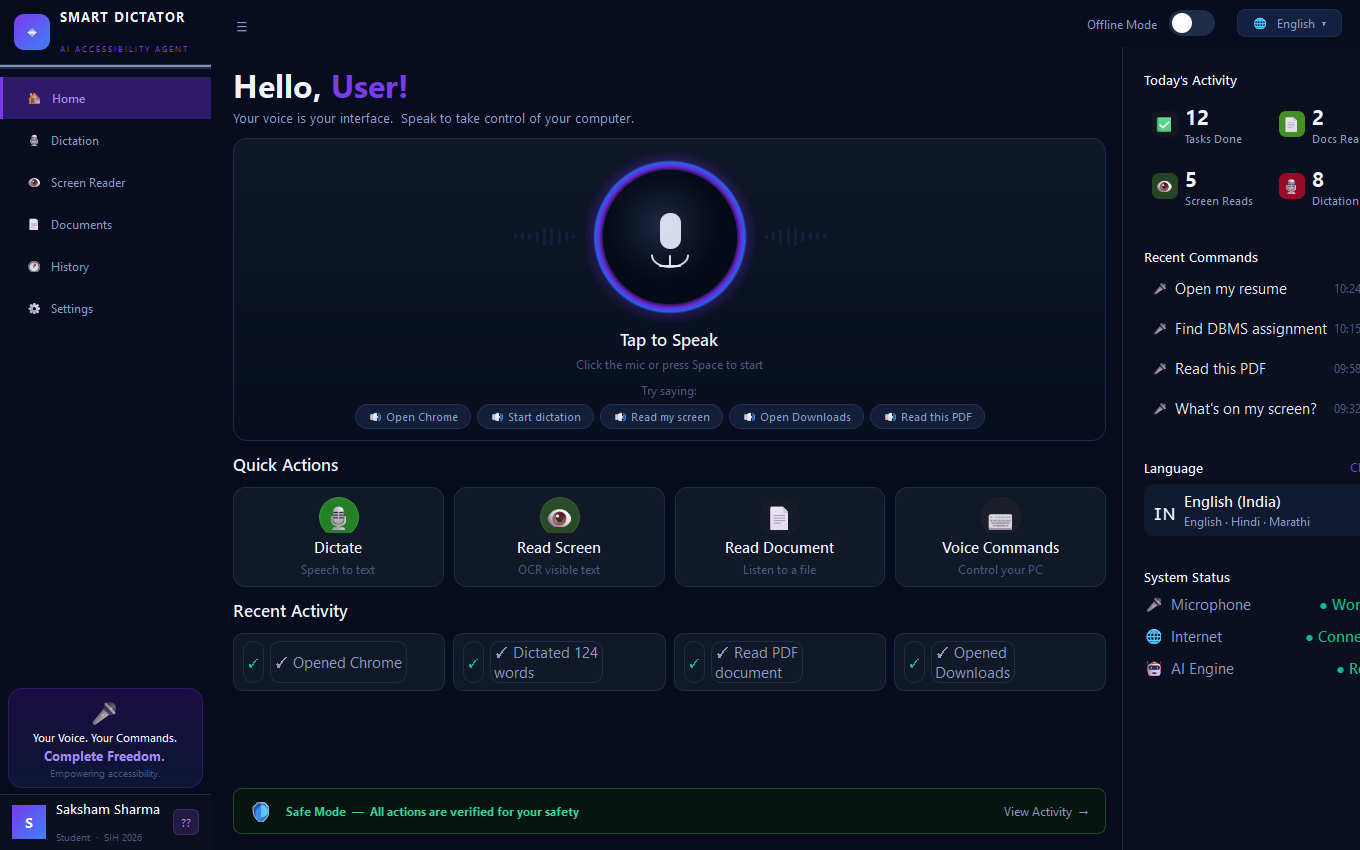 SMART DICTATOR
AI ACCESSIBILITY AGENT
Home
Dictation
Screen Reader
Documents
History
Settings
Your Voice. Your Commands.
Complete Freedom.
Empowering accessibility.
S
Saksham Sharma
Student · SIH 2026
??
Offline Mode
English
Hello, User!
Your voice is your interface. Speak to take control of your computer.
Tap to Speak
Click the mic or press Space to start
Try saying:
Open Chrome
Start dictation
Read my screen
Open Downloads
Read this PDF
Quick Actions
Dictate
Speech to text
Read Screen
OCR visible text
Read Document
Listen to a file
Voice Commands
Control your PC
Recent Activity
✓ ✓ Opened Chrome
✓ ✓ Dictated 124
words
✓ ✓ Read PDF
document
✓ ✓ Opened
Downloads
Safe Mode — All actions are verified for your safety
View Activity →
Today's Activity
12
Tasks Done
2
Docs Rea
5
Screen Reads
8
Dictation
Recent Commands
Open my resume 10:24
Find DBMS assignment 10:15
Read this PDF 09:58
What's on my screen? 09:32
Language
IN
English (India)
English · Hindi · Marathi
System Status
Microphone ● Wor
Internet ● Conne
AI Engine ● Re